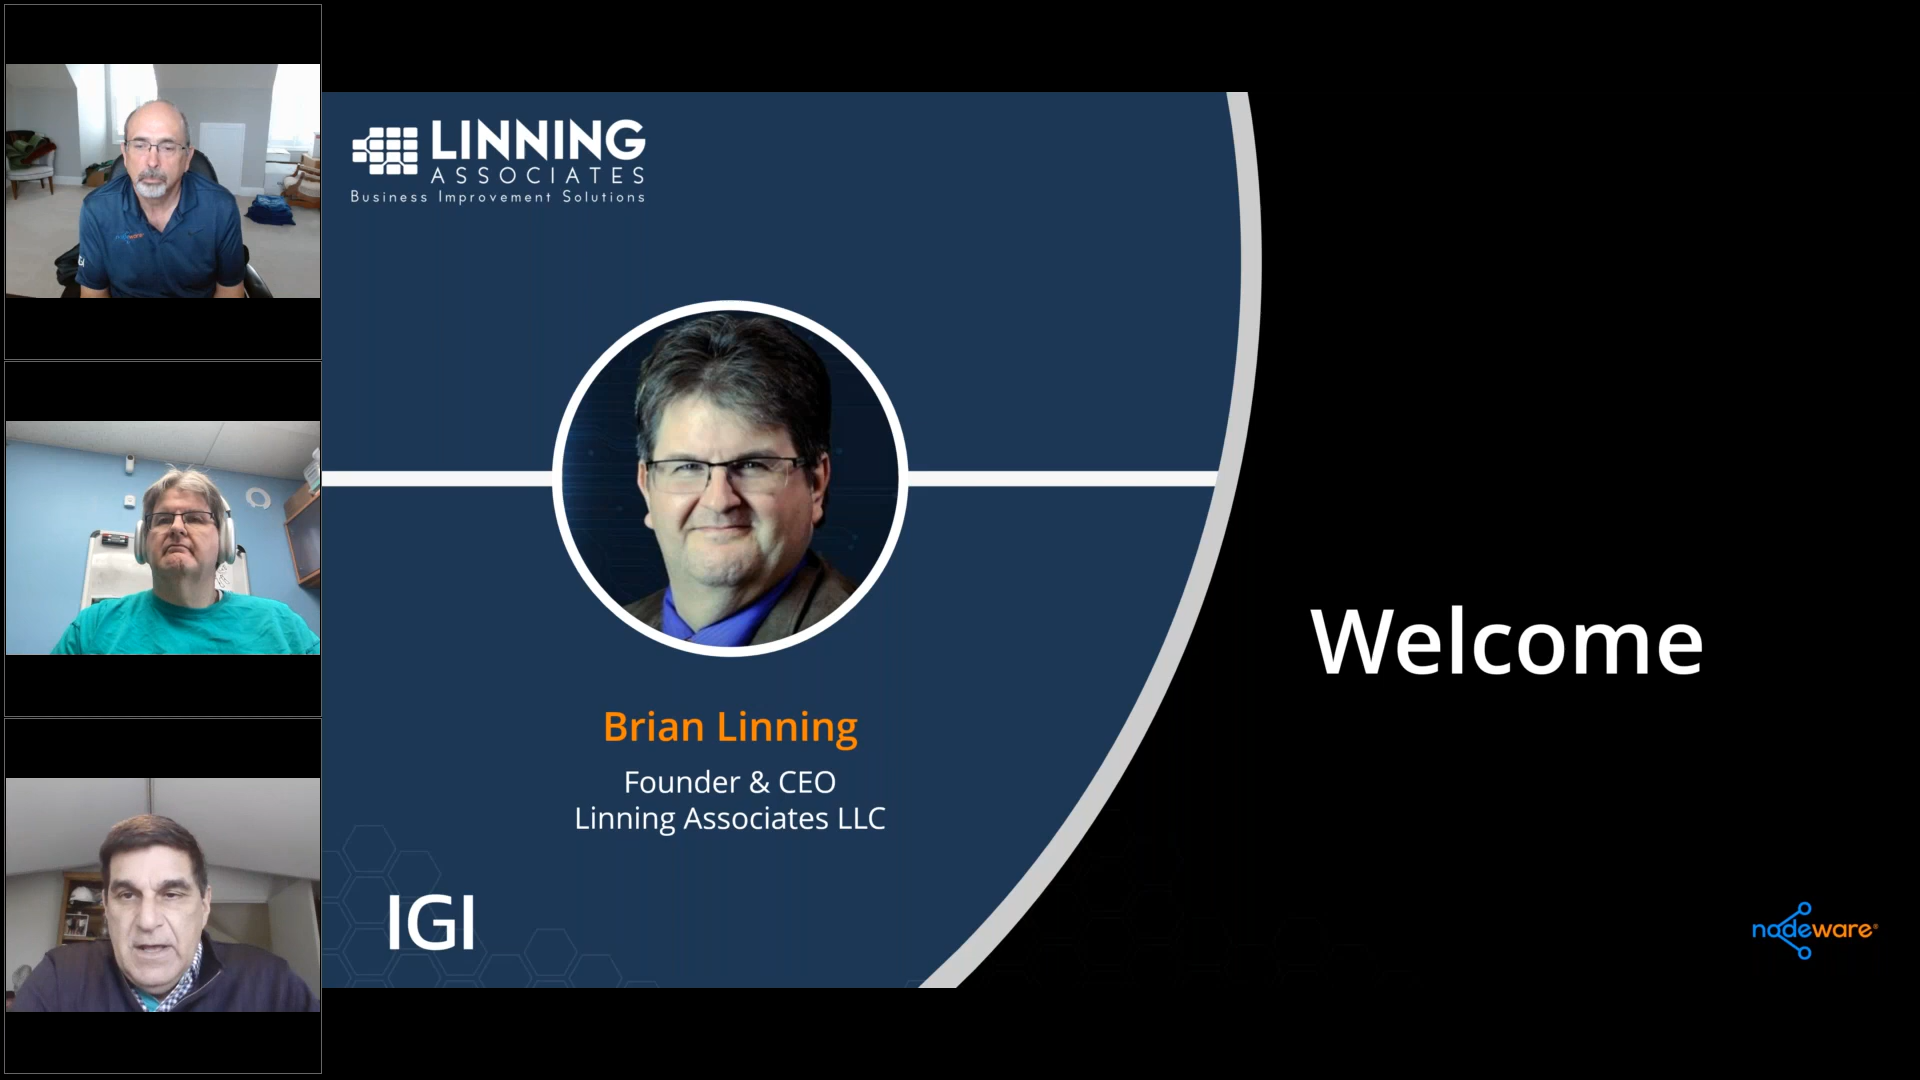 LINNING
ASSOCIATES
Business Improvement Solutions
Brian Linning
Founder & CEO
Linning Associates LLC
IGI
Welcome
nodeware®